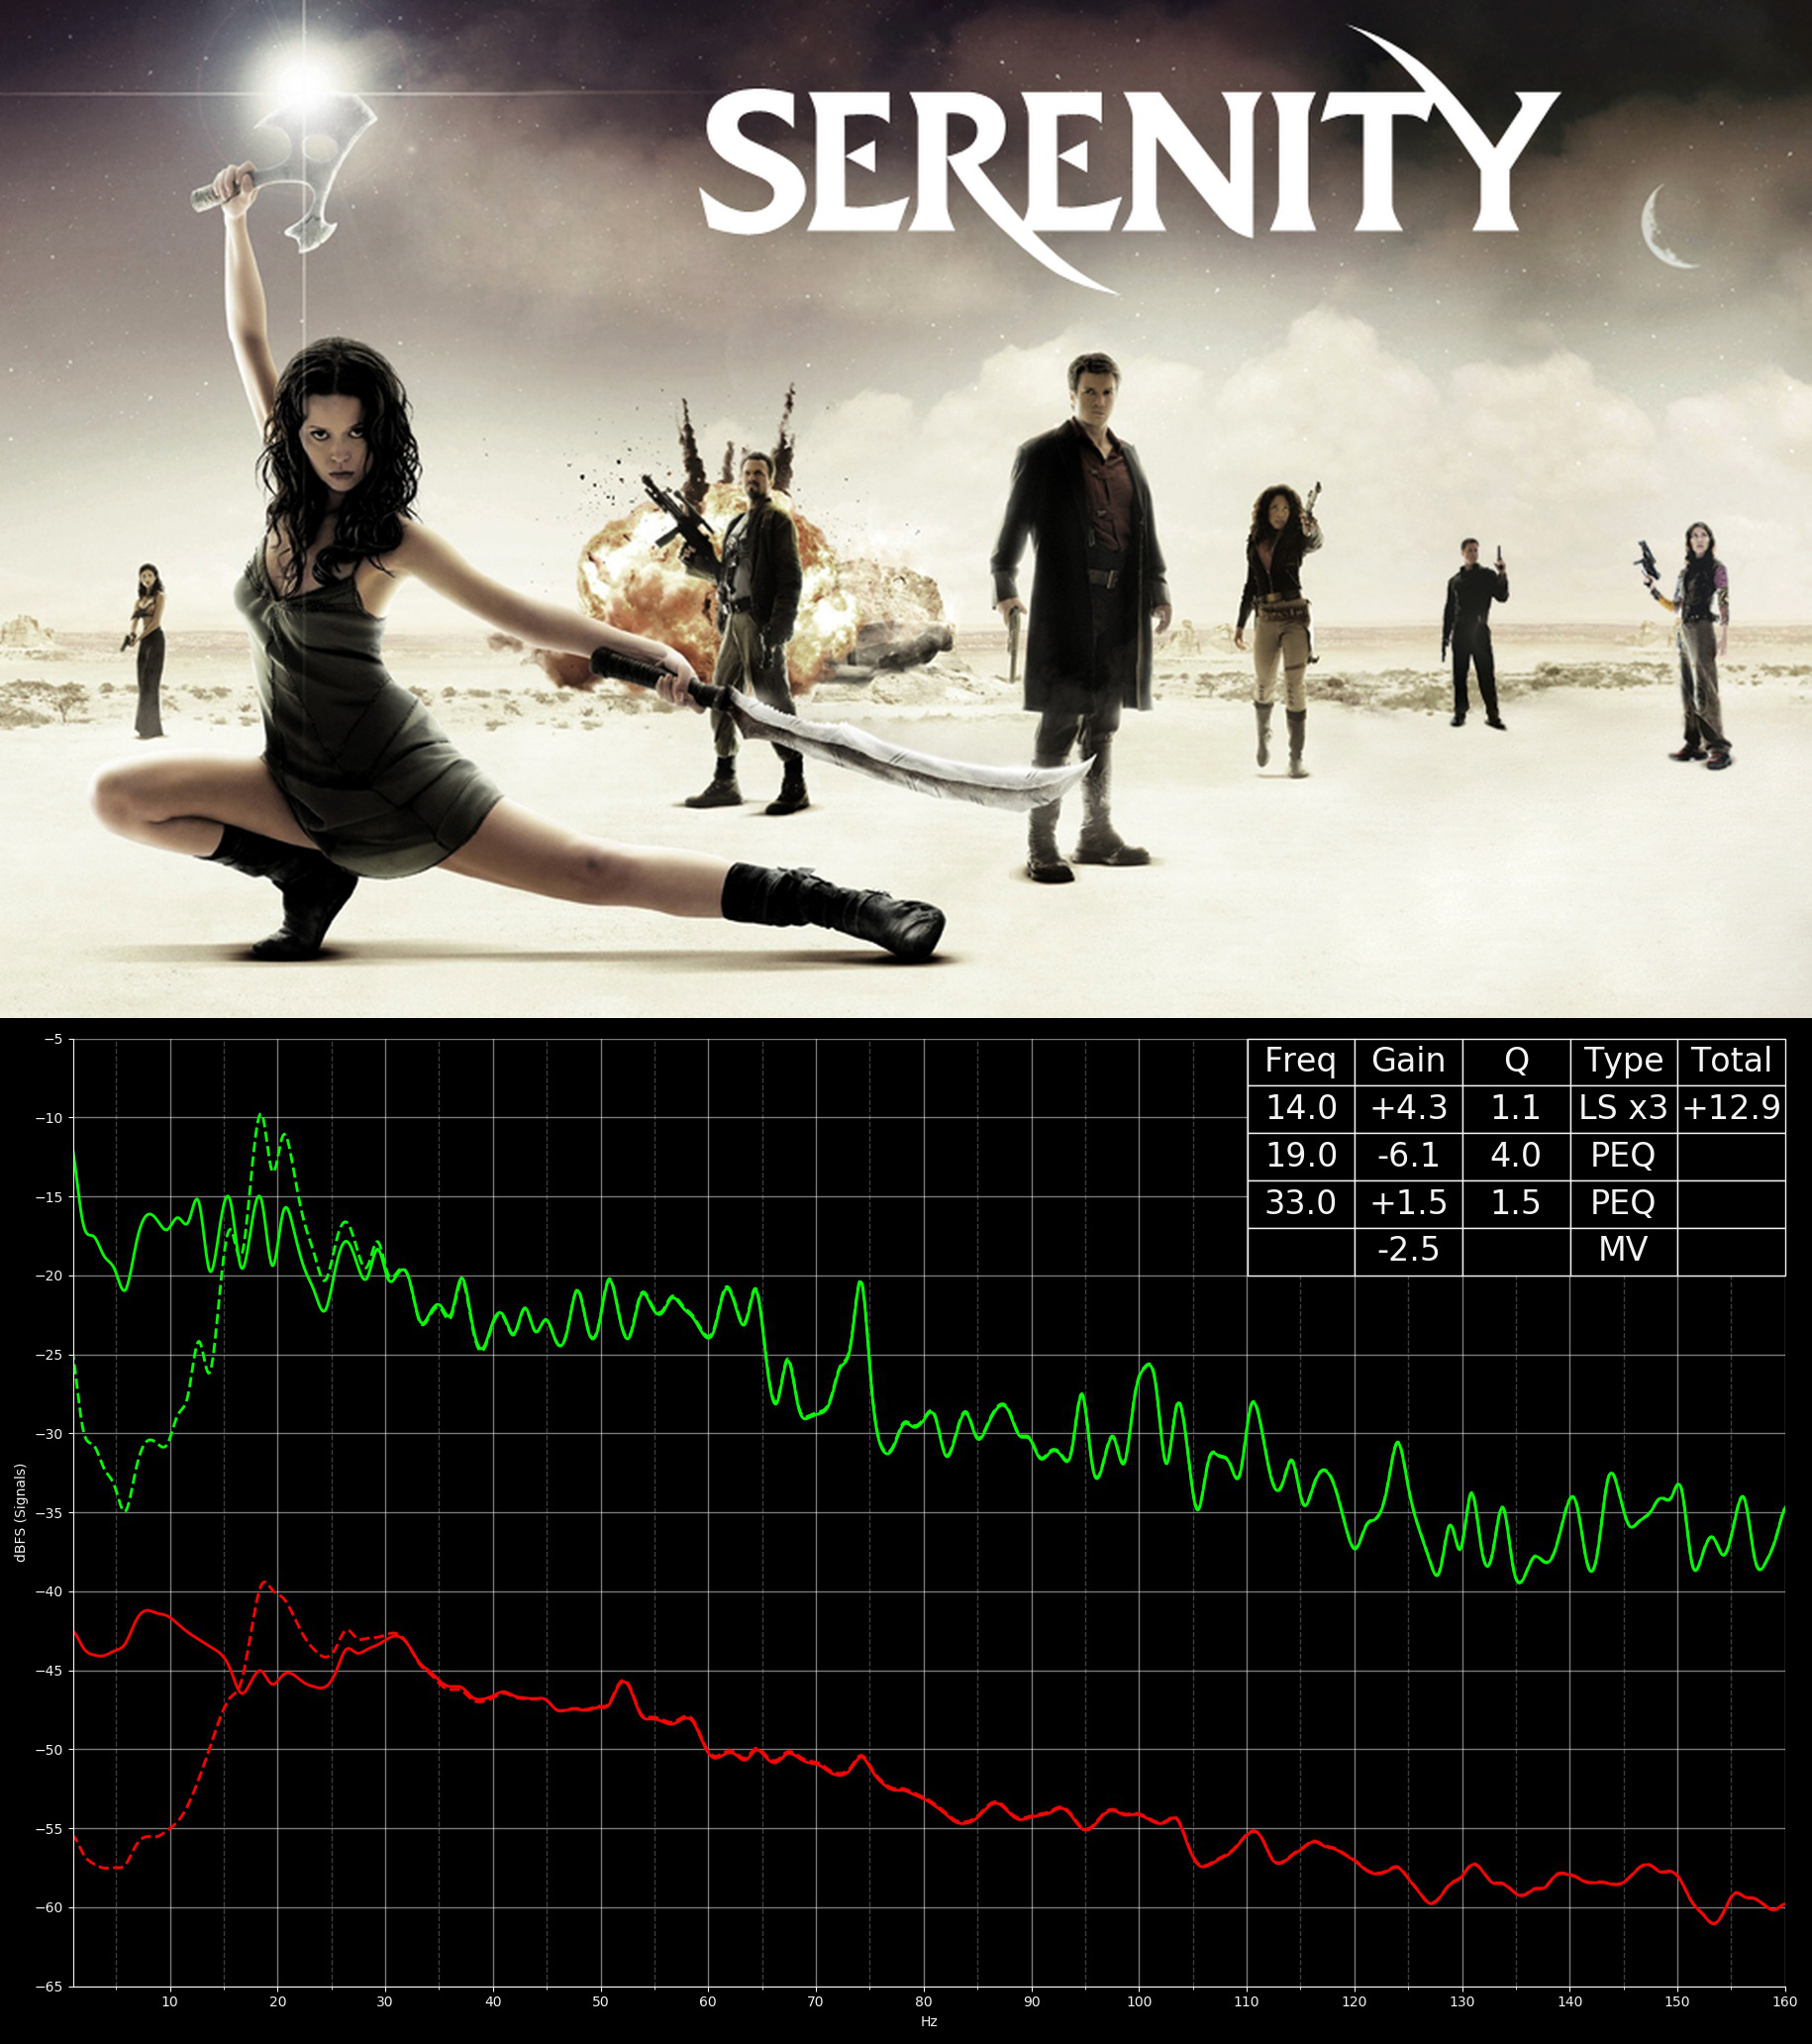 SERENITY
Freq Gain Q Type Total
14.0 +4.3 1.1 LS x3 +12.9
19.0 -6.1 4.0 PEQ
33.0 +1.5 1.5 PEQ
-2.5 MV
−5
−10
−15
−20
−25
−30
−35
−40
−45
−50
−55
−60
−65
dBFS (Signals)
10 20 30 40 50 60 70 80 90 100 110 120 130 140 150 160
Hz